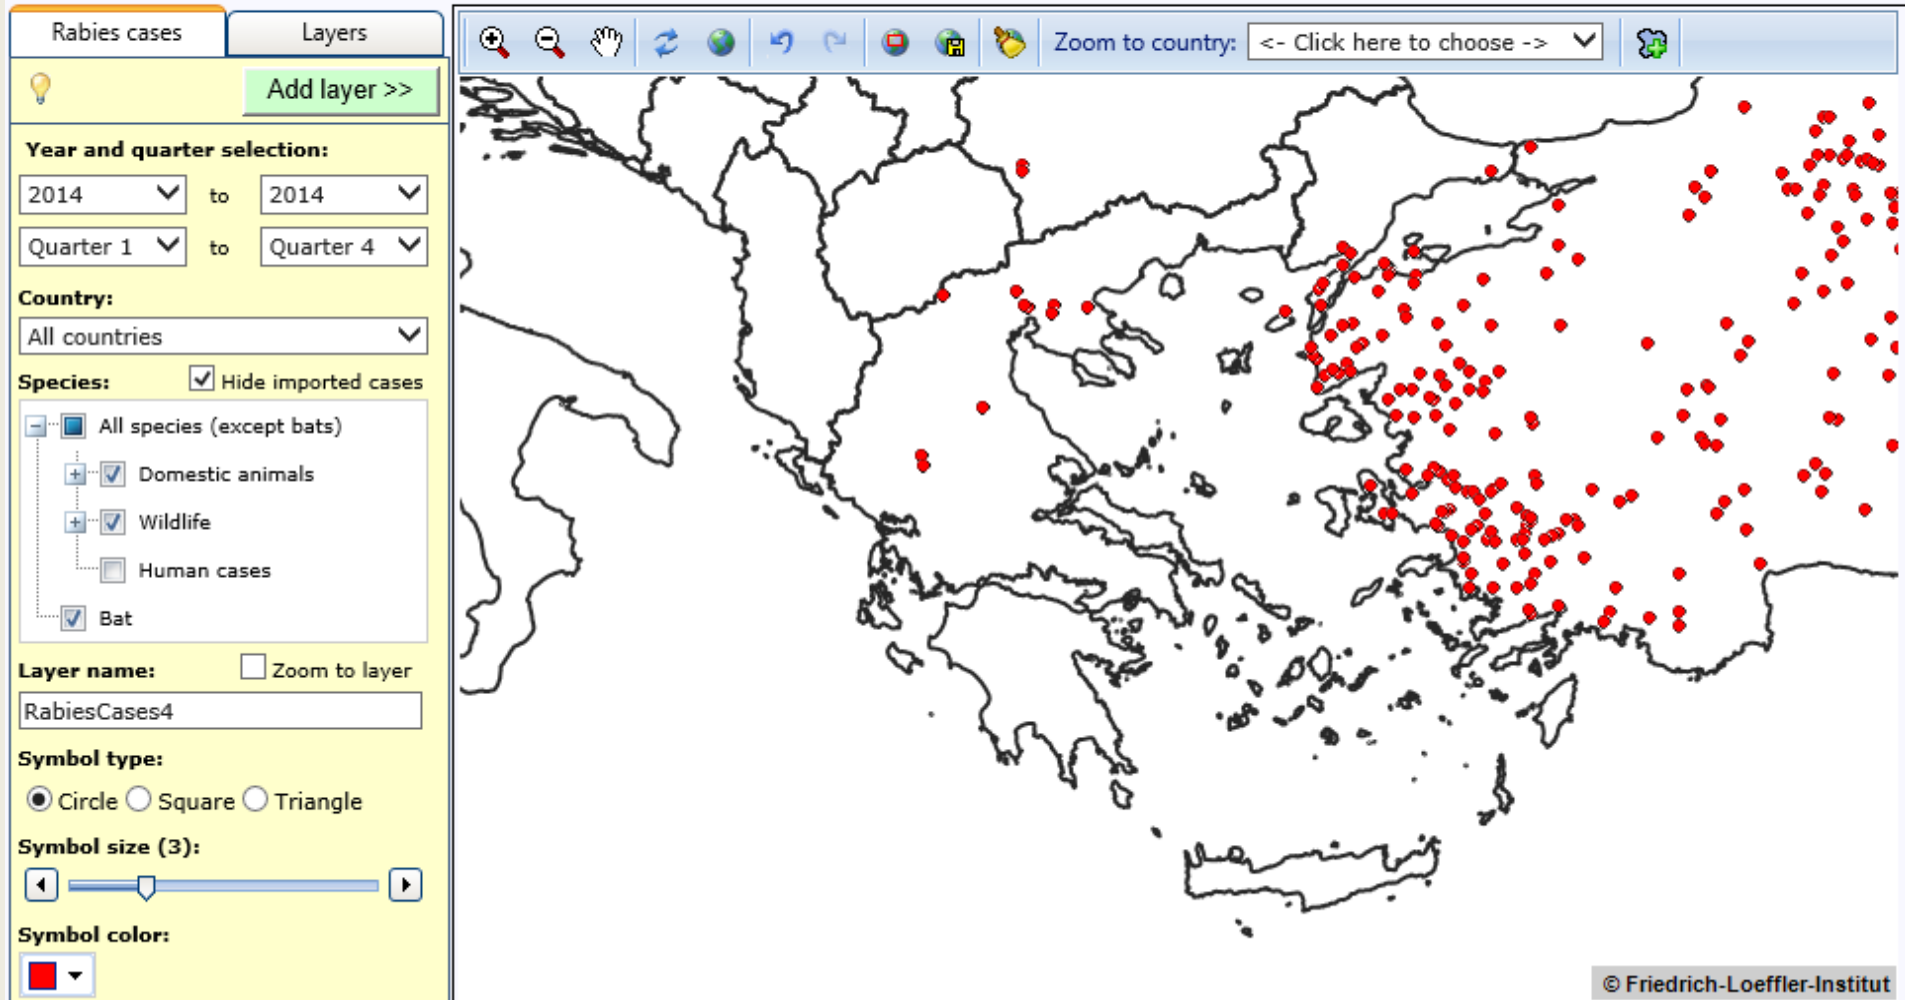 Rabies cases Layers
Zoom to country: <- Click here to choose ->
Add layer >>
Year and quarter selection:
2014 to 2014
Quarter 1 to Quarter 4
Country:
All countries
Species: Hide imported cases
All species (except bats)
Domestic animals
Wildlife
Human cases
Bat
Layer name: Zoom to layer
RabiesCases4
Symbol type:
Circle Square Triangle
Symbol size (3):
Symbol color:
© Friedrich-Loeffler-Institut